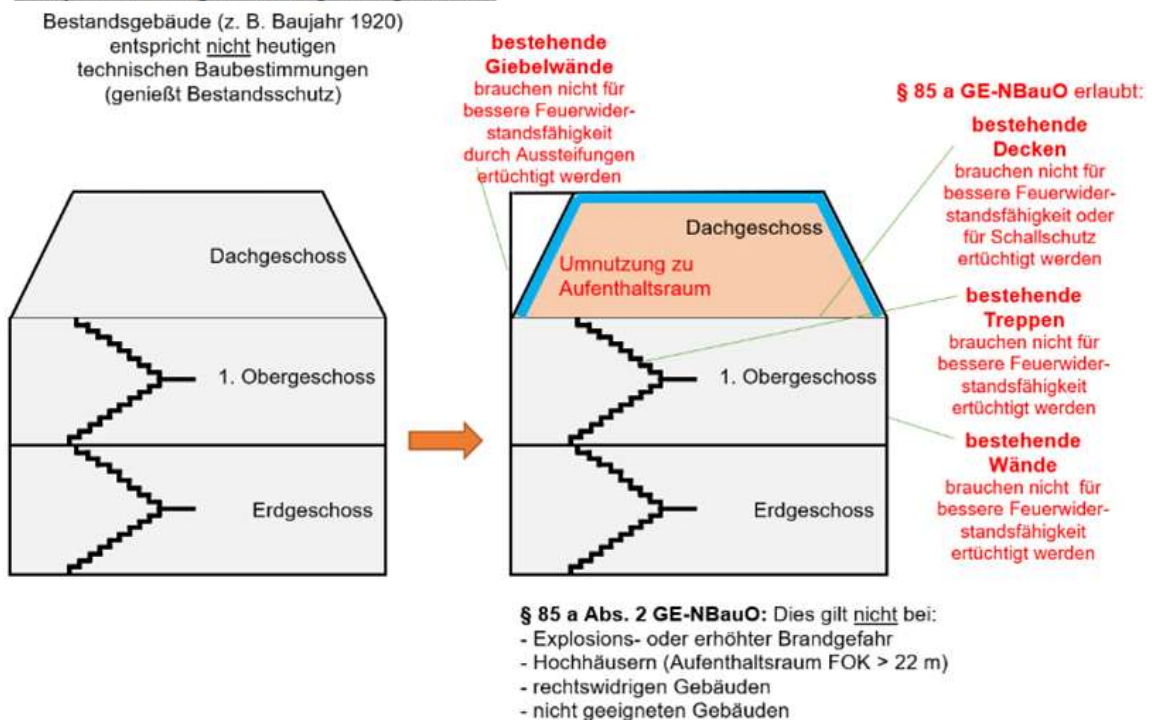 Bestandsgebäude (z. B. Baujahr 1920)
entspricht nicht heutigen
technischen Baubestimmungen
(genießt Bestandsschutz)
Dachgeschoss
1. Obergeschoss
Erdgeschoss
bestehende
Giebelwände
brauchen nicht für
bessere Feuerwider-
standsfähigkeit
durch Aussteifungen
ertüchtigt werden
Dachgeschoss
Umnutzung zu
Aufenthaltsraum
1. Obergeschoss
Erdgeschoss
§ 85 a GE-NBauO erlaubt:
bestehende
Decken
brauchen nicht für
bessere Feuerwider-
standsfähigkeit oder
für Schallschutz
ertüchtigt werden
bestehende
Treppen
brauchen nicht für
bessere Feuerwider-
standsfähigkeit
ertüchtigt werden
bestehende
Wände
brauchen nicht für
bessere Feuerwider-
standsfähigkeit
ertüchtigt werden
§ 85 a Abs. 2 GE-NBauO: Dies gilt nicht bei:
- Explosions- oder erhöhter Brandgefahr
- Hochhäusern (Aufenthaltsraum FOK > 22 m)
- rechtswidrigen Gebäuden
- nicht geeigneten Gebäuden